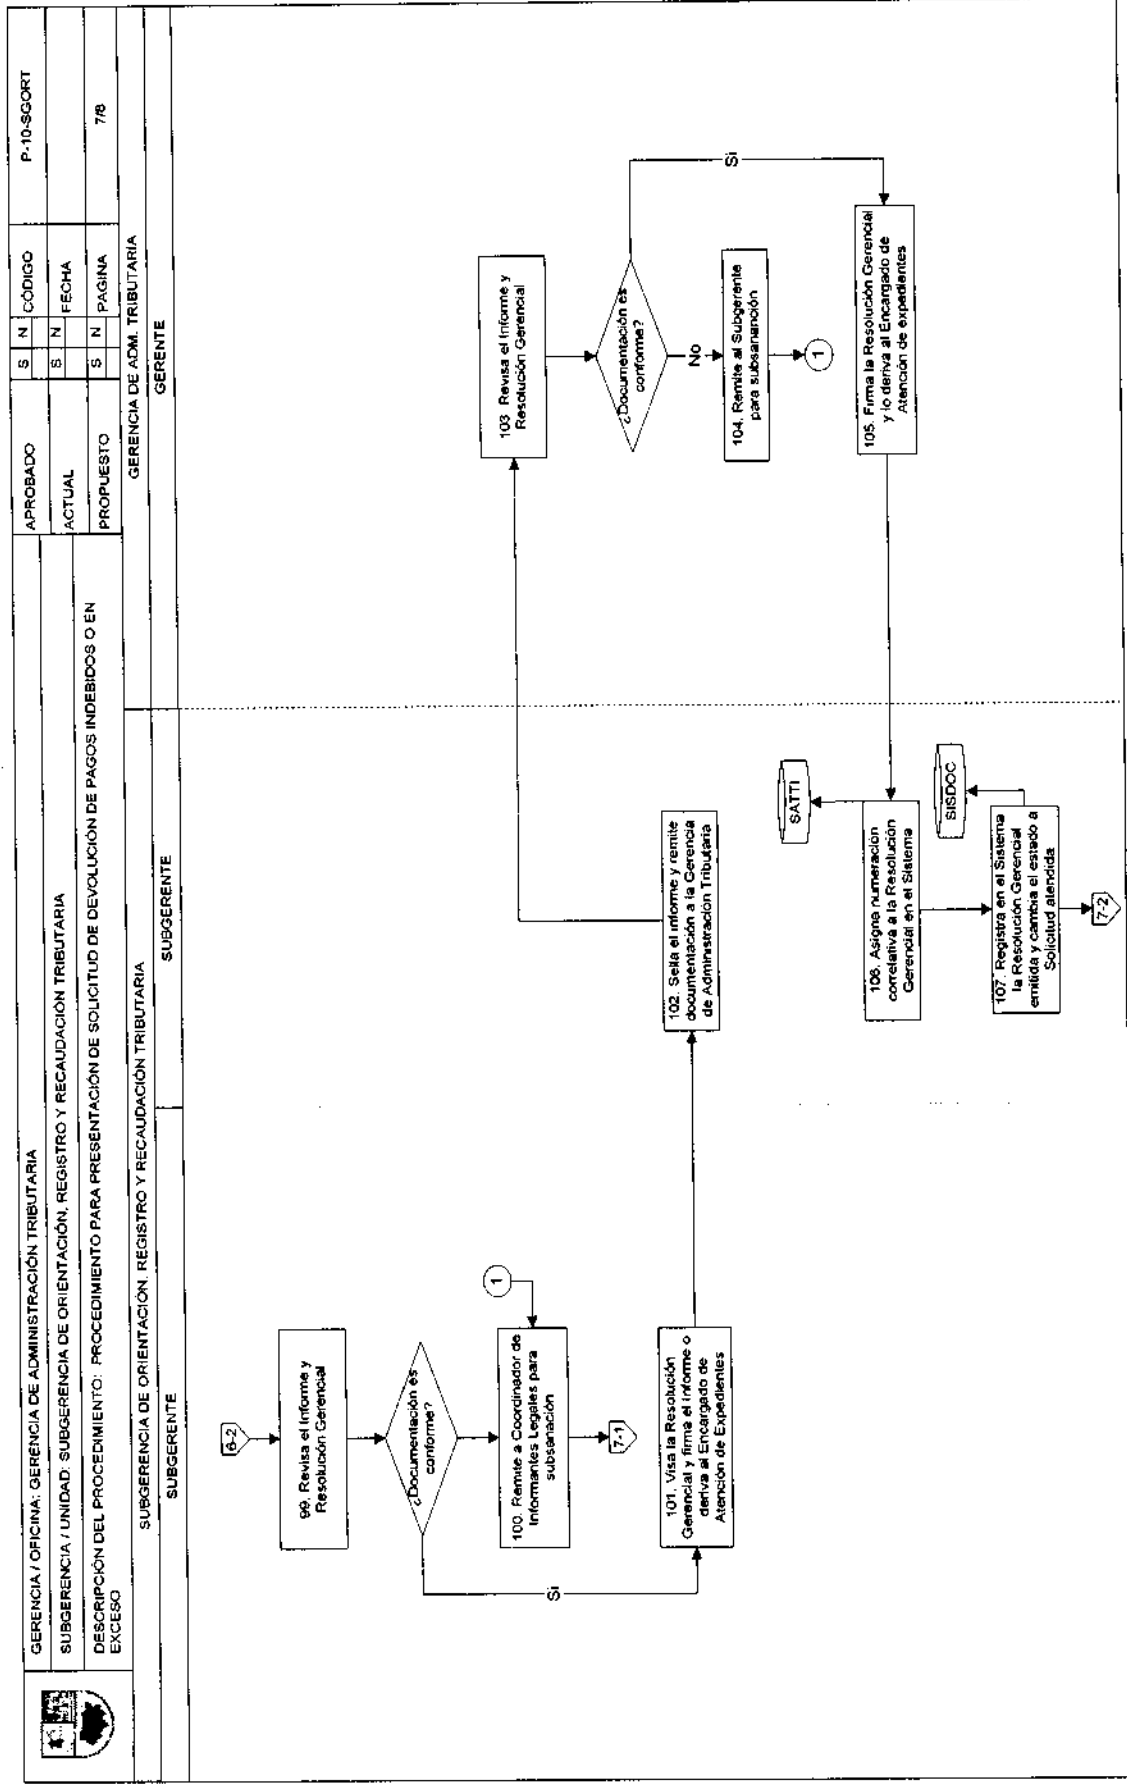 GERENCIA / OFICINA: GERENCIA DE ADMINISTRACIÓN TRIBUTARIA
SUBGERENCIA / UNIDAD: SUBGERENCIA DE ORIENTACIÓN, REGISTRO Y RECAUDACIÓN TRIBUTARIA
DESCRIPCIÓN DEL PROCEDIMIENTO: PROCEDIMIENTO PARA PRESENTACIÓN DE SOLICITUD DE DEVOLUCIÓN DE PAGOS INDEBIDOS O EN
EXCESO
APROBADO S N CÓDIGO P-10-SGORT
ACTUAL S N FECHA
PROPUESTO S N PAGINA 7/8
SUBGERENCIA DE ORIENTACIÓN, REGISTRO Y RECAUDACIÓN TRIBUTARIA
GERENCIA DE ADM. TRIBUTARIA
SUBGERENTE
SUBGERENTE
GERENTE
6-2
99. Revisa el Informe y
Resolución Gerencial
¿Documentación es
conforme?
1
100. Remite a Coordinador de
Informantes Legales para
subsanación
7-1
Si
101. Visa la Resolución
Gerencial y firma el informe o
deriva al Encargado de
Atención de Expedientes
102. Sella el informe y remite
documentación a la Gerencia
de Administración Tributaria
103 Revisa el Informe y
Resolución Gerencial
¿Documentación es
conforme?
No
Si
104. Remite al Subgerente
para subsananción
1
105. Firma la Resolución Gerencial
y lo deriva al Encargado de
Atención de expedientes
SATTI
106. Asigna numeración
correlativa a la Resolución
Gerencial en el Sistema
SISDOC
107. Registra en el Sistema
la Resolución Gerencial
emitida y cambia el estado a
Solicitud atendida
7-2